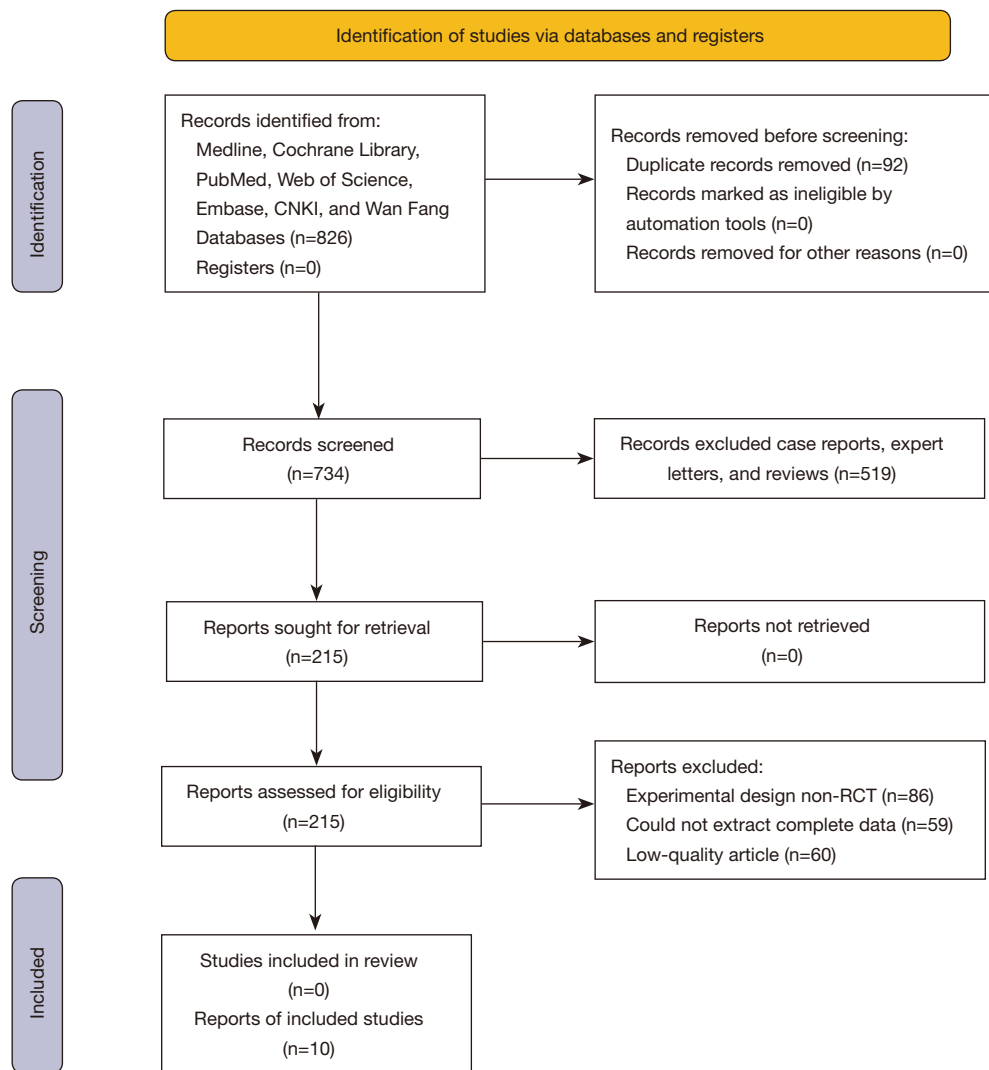 Identification of studies via databases and registers
Identification
Records identified from:
Medline, Cochrane Library,
PubMed, Web of Science,
Embase, CNKI, and Wan Fang
Databases (n=826)
Registers (n=0)
Records removed before screening:
Duplicate records removed (n=92)
Records marked as ineligible by
automation tools (n=0)
Records removed for other reasons (n=0)
Screening
Records screened
(n=734)
Records excluded case reports, expert
letters, and reviews (n=519)
Reports sought for retrieval
(n=215)
Reports not retrieved
(n=0)
Reports assessed for eligibility
(n=215)
Reports excluded:
Experimental design non-RCT (n=86)
Could not extract complete data (n=59)
Low-quality article (n=60)
Included
Studies included in review
(n=0)
Reports of included studies
(n=10)